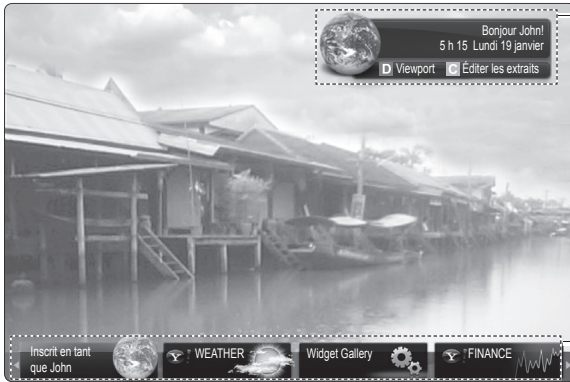 Bonjour John!
5 h 15 Lundi 19 janvier
D Viewport C Éditer les extraits
Inscrit en tant
que John
Y! WEATHER
Widget Gallery
Y! FINANCE